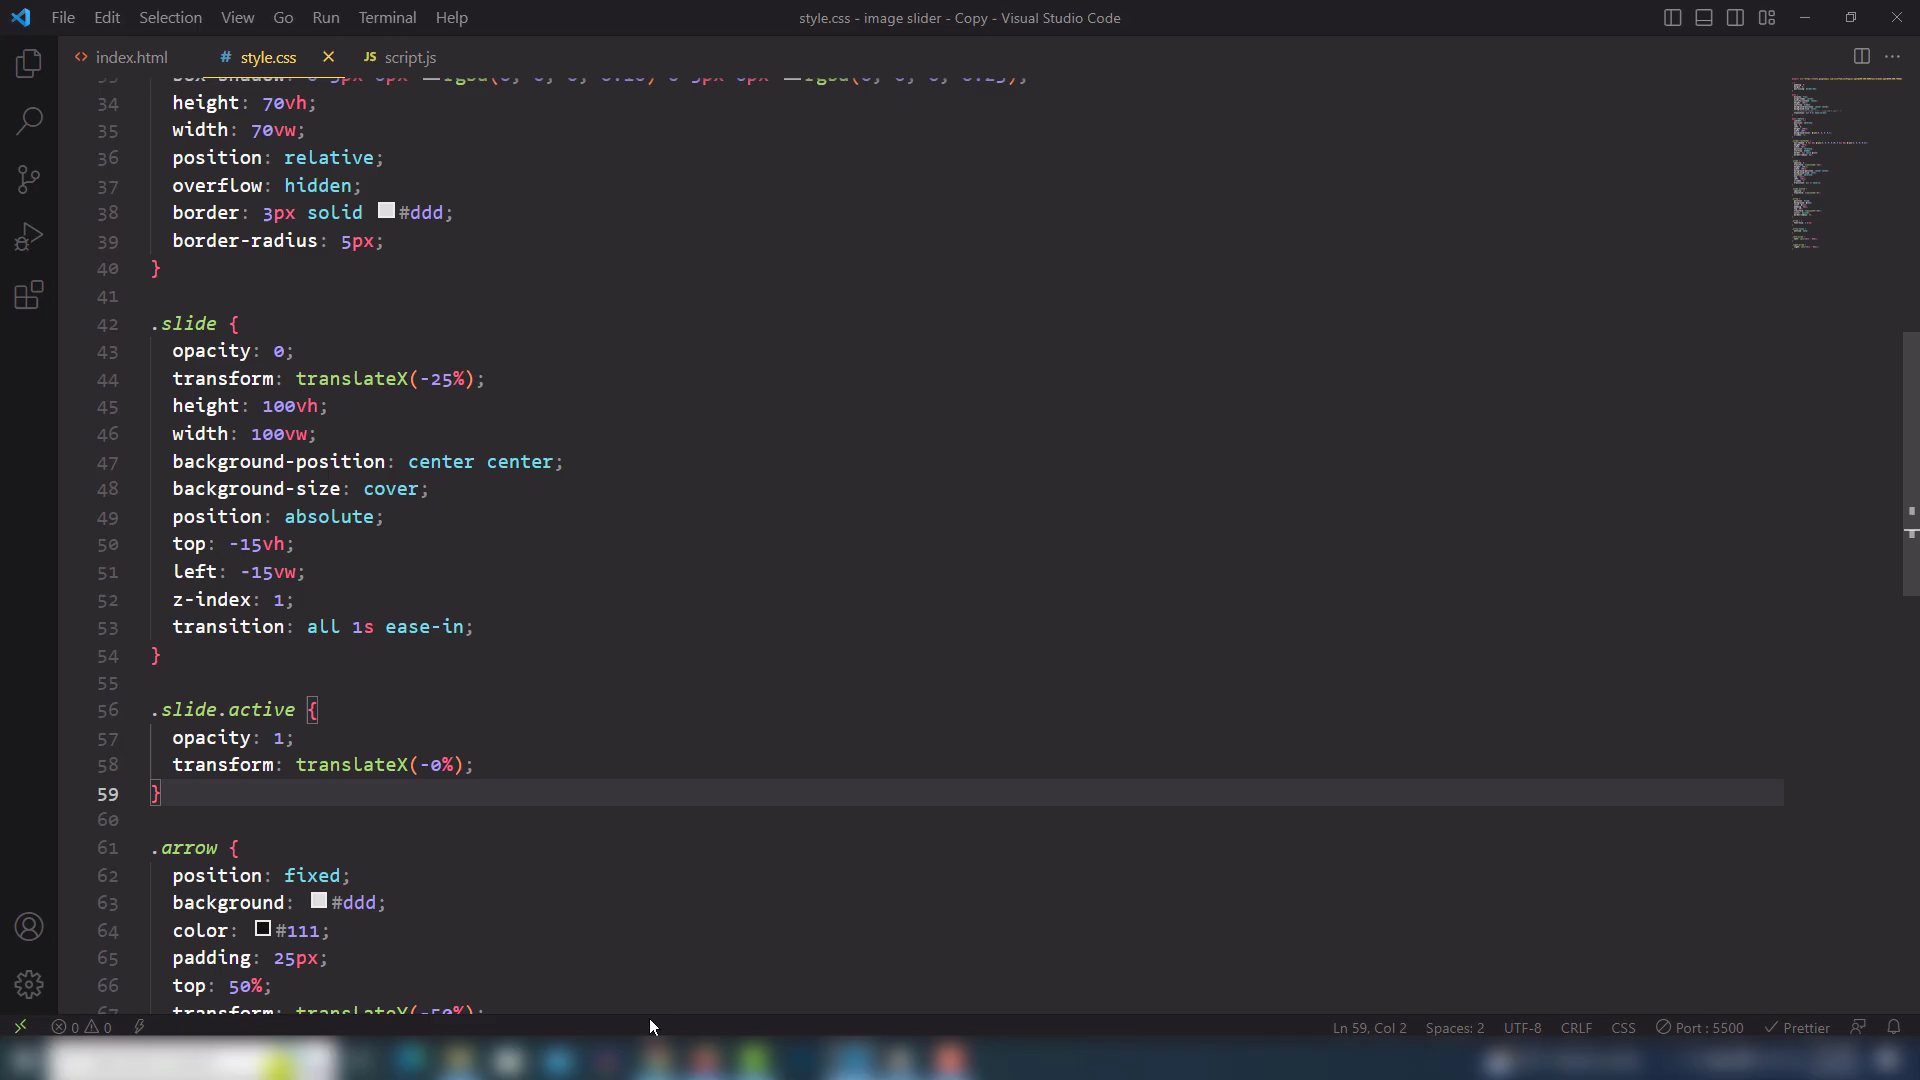 File Edit Selection View Go Run Terminal Help
style.css - image slider - Copy - Visual Studio Code
index.html
# style.css
JS script.js
34 height: 70vh;
35 width: 70vw;
36 position: relative;
37 overflow: hidden;
38 border: 3px solid #ddd;
39 border-radius: 5px;
40 }
41
42 .slide {
43 opacity: 0;
44 transform: translateX(-25%);
45 height: 100vh;
46 width: 100vw;
47 background-position: center center;
48 background-size: cover;
49 position: absolute;
50 top: -15vh;
51 left: -15vw;
52 z-index: 1;
53 transition: all 1s ease-in;
54 }
55
56 .slide.active {
57 opacity: 1;
58 transform: translateX(-0%);
59 }
60
61 .arrow {
62 position: fixed;
63 background: #ddd;
64 color: #111;
65 padding: 25px;
66 top: 50%;
67 transform: translateY(-50%);
0 0 Ln 59, Col 2 Spaces: 2 UTF-8 CRLF CSS Port : 5500 Prettier